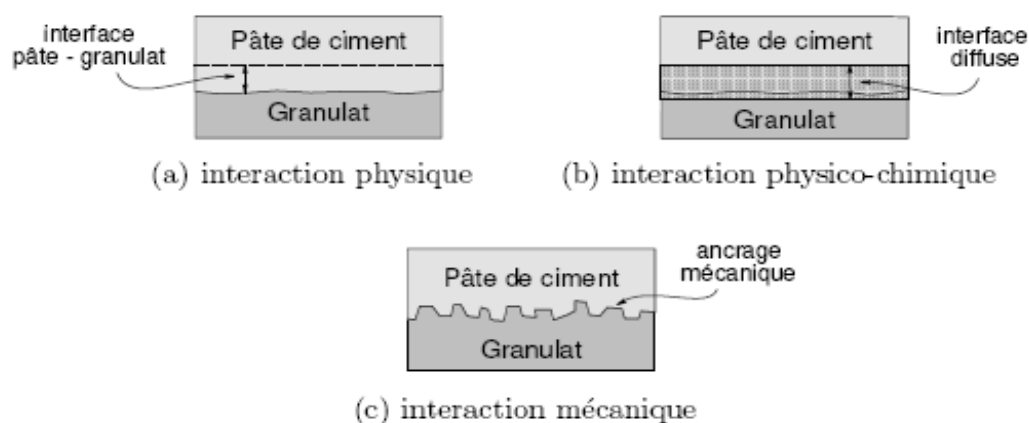 interface
pâte - granulat
Pâte de ciment
Granulat
(a) interaction physique
Pâte de ciment
Granulat
interface
diffuse
(b) interaction physico-chimique
Pâte de ciment
Granulat
ancrage
mécanique
(c) interaction mécanique